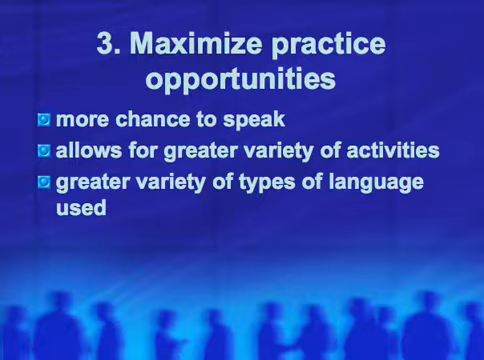 3. Maximize practice
opportunities
more chance to speak
allows for greater variety of activities
greater variety of types of language
used